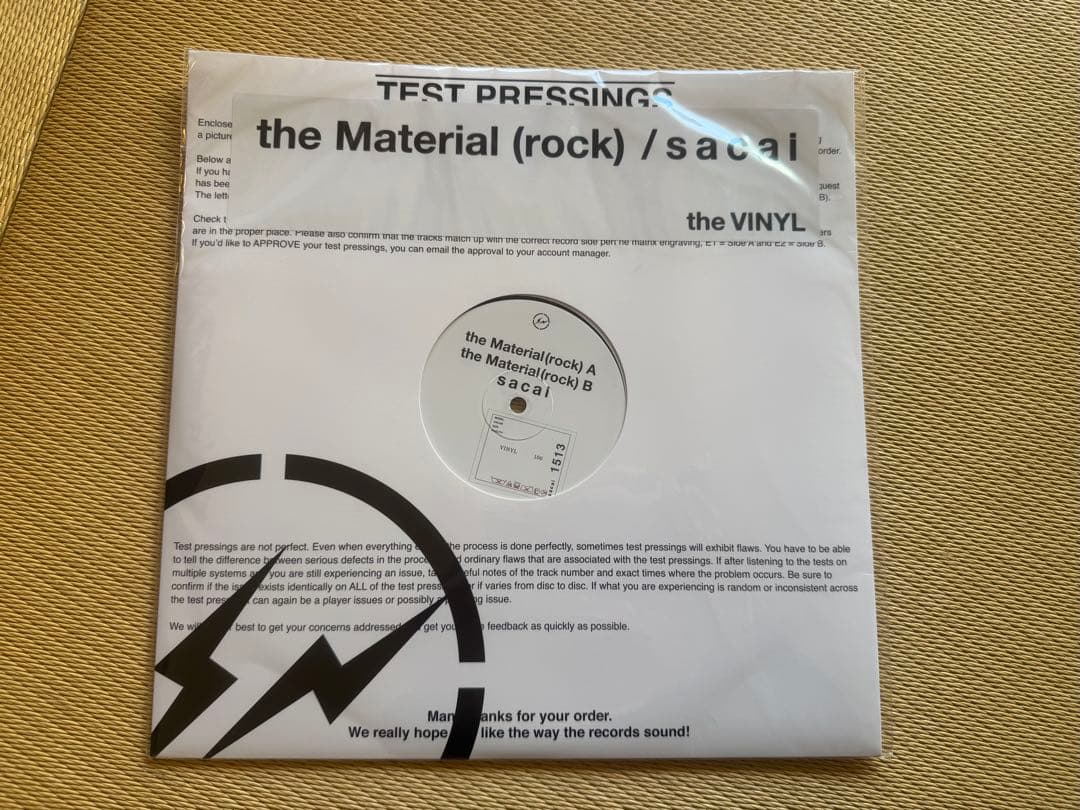 TEST PRESSINGS
the Material (rock) / sacai
the VINYL
Enclose
a picture
order.
Below a
If you ha
quest
has bee
B).
The lett
Check t
ers
are in the proper place. Please also confirm that the tracks match up with the correct record side per the matrix engraving, E1 = Side A and E2 = Side B.
If you'd like to APPROVE your test pressings, you can email the approval to your account manager.
the Material(rock) A
the Material(rock) B
sacai
VINYL
100
sacai 1513
Test pressings are not perfect. Even when everything the process is done perfectly, sometimes test pressings will exhibit flaws. You have to be able
to tell the difference between serious defects in the proce d ordinary flaws that are associated with the test pressings. If after listening to the tests on
multiple systems a you are still experiencing an issue, ta eful notes of the track number and exact times where the problem occurs. Be sure to
confirm if the is exists identically on ALL of the test press r if varies from disc to disc. If what you are experiencing is random or inconsistent across
the test pres can again be a player issues or possibly a g issue.
We wi best to get your concerns addressed get you feedback as quickly as possible.
Man anks for your order.
We really hope like the way the records sound!